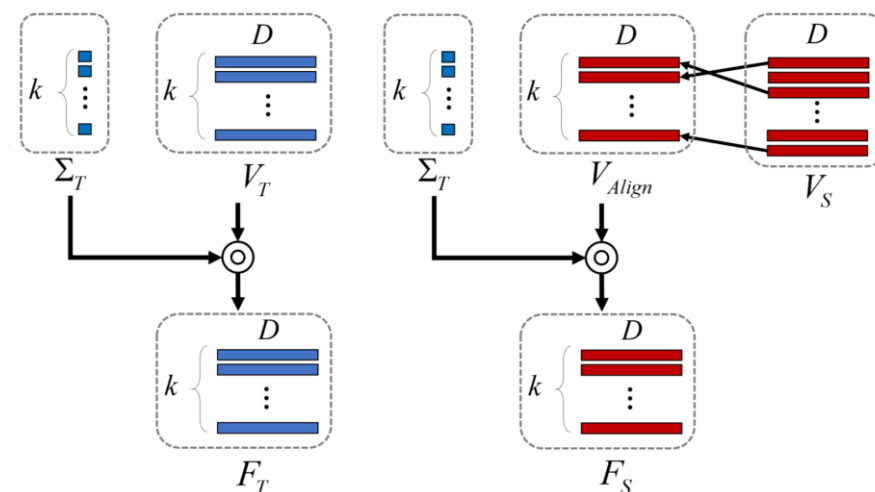 D D D
k k k k
Σ_T V_T Σ_T V_Align V_S
D D
k k
F_T F_S